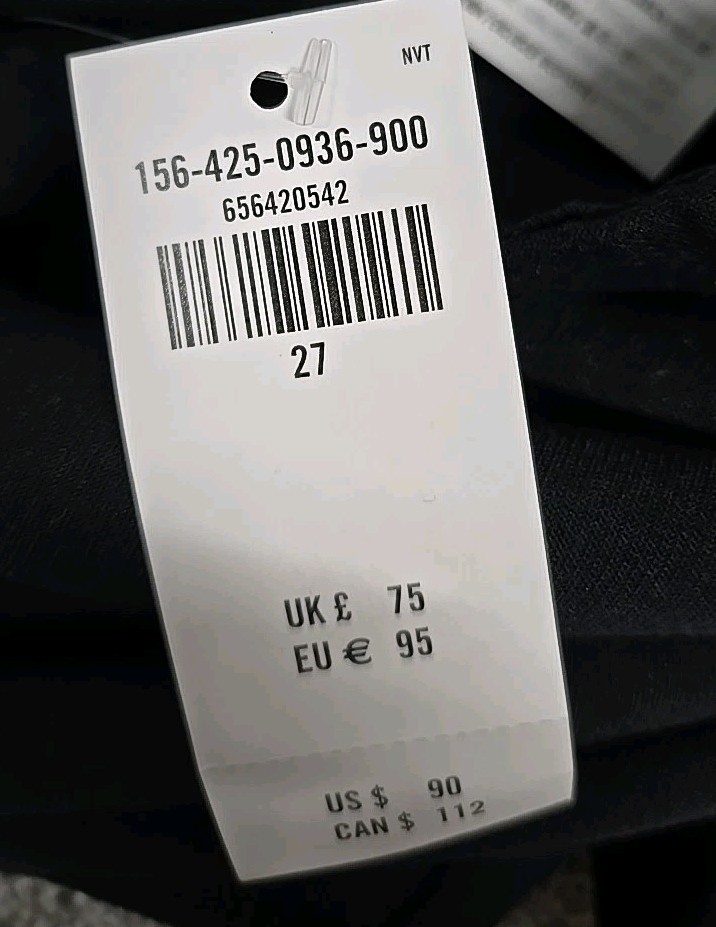 NVT
156-425-0936-900
656420542
27
UK £ 75
EU € 95
US $ 90
CAN $ 112